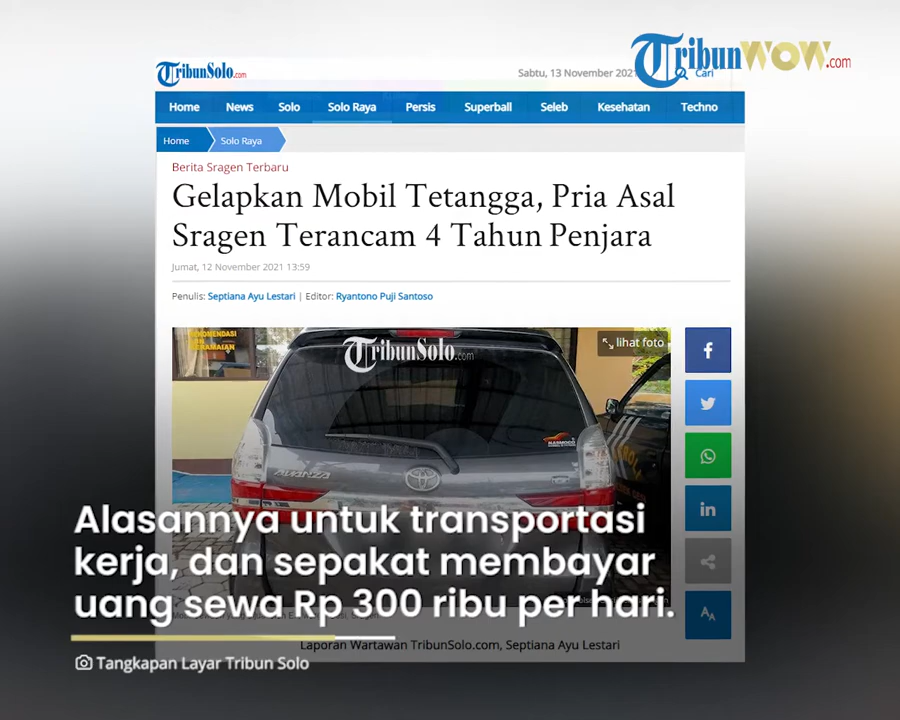 TribunWOW.com
TribunSolo.com
Sabtu, 13 November 2021
Cari
Home News Solo Solo Raya Persis Superball Seleb Kesehatan Techno
Home Solo Raya
Berita Sragen Terbaru
Gelapkan Mobil Tetangga, Pria Asal
Sragen Terancam 4 Tahun Penjara
Jumat, 12 November 2021 13:59
Penulis: Septiana Ayu Lestari | Editor: Ryantono Puji Santoso
TribunSolo.com
lihat foto
AVANZA
Alasannya untuk transportasi
kerja, dan sepakat membayar
uang sewa Rp 300 ribu per hari.
Laporan Wartawan TribunSolo.com, Septiana Ayu Lestari
Tangkapan Layar Tribun Solo